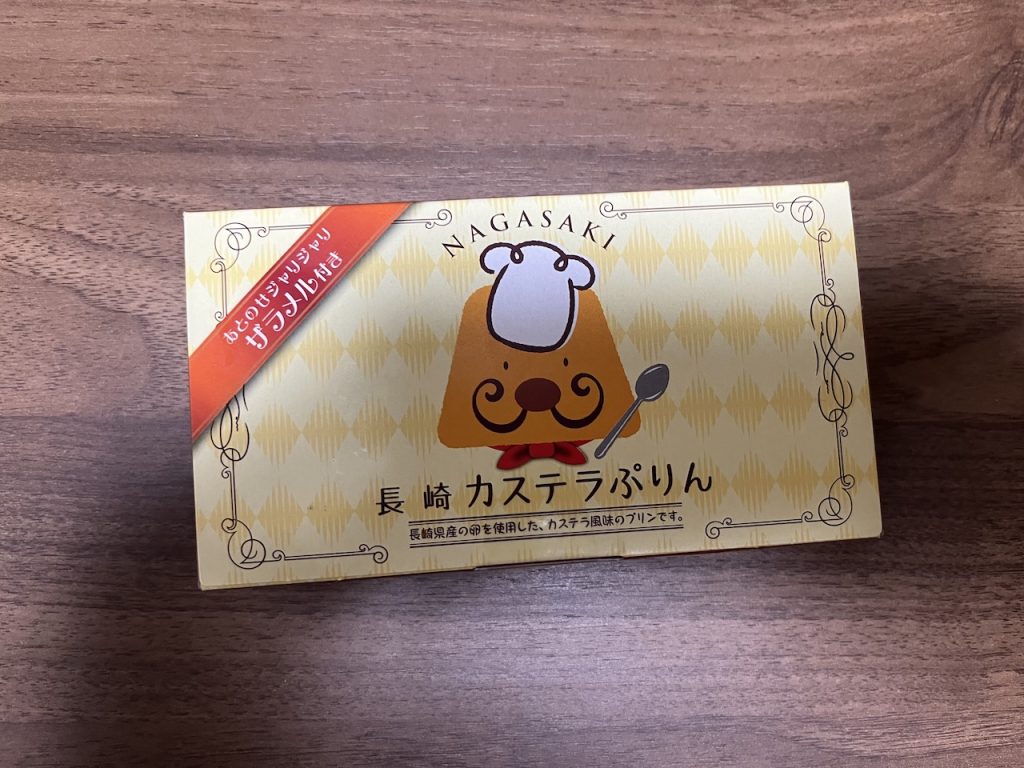 あとのせジャリジャリ
ザラメル付き
NAGASAKI
長崎 カステラぷりん
長崎県産の卵を使用した、カステラ風味のプリンです。